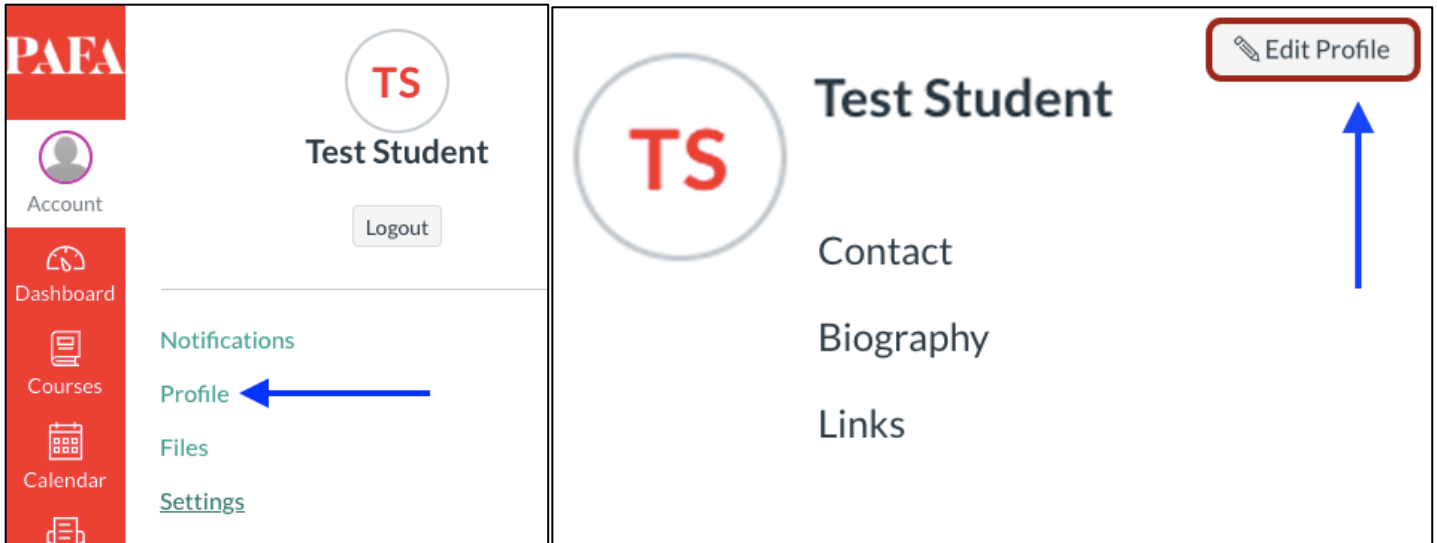 PAFA
Account
Dashboard
Courses
Calendar
TS
Test Student
Logout
Notifications
Profile
Files
Settings
TS
Test Student
Edit Profile
Contact
Biography
Links